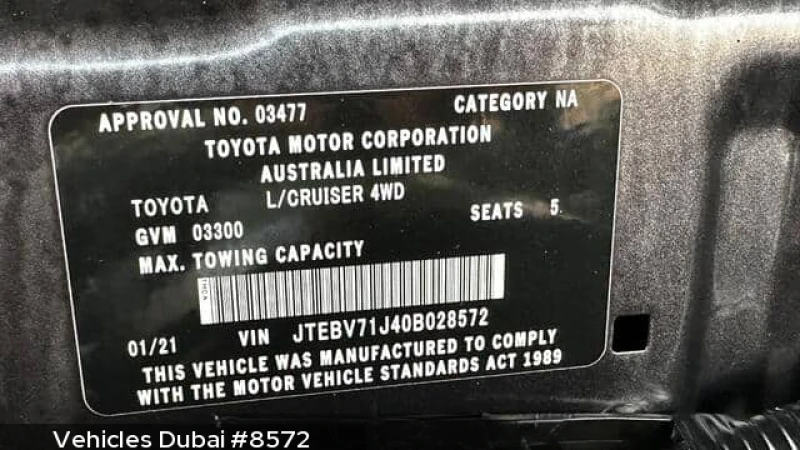 APPROVAL NO. 03477 CATEGORY NA
TOYOTA MOTOR CORPORATION
AUSTRALIA LIMITED
TOYOTA L/CRUISER 4WD
GVM 03300 SEATS 5
MAX. TOWING CAPACITY
TMCA
01/21 VIN JTEBV71J40B028572
THIS VEHICLE WAS MANUFACTURED TO COMPLY
WITH THE MOTOR VEHICLE STANDARDS ACT 1989
Vehicles Dubai #8572